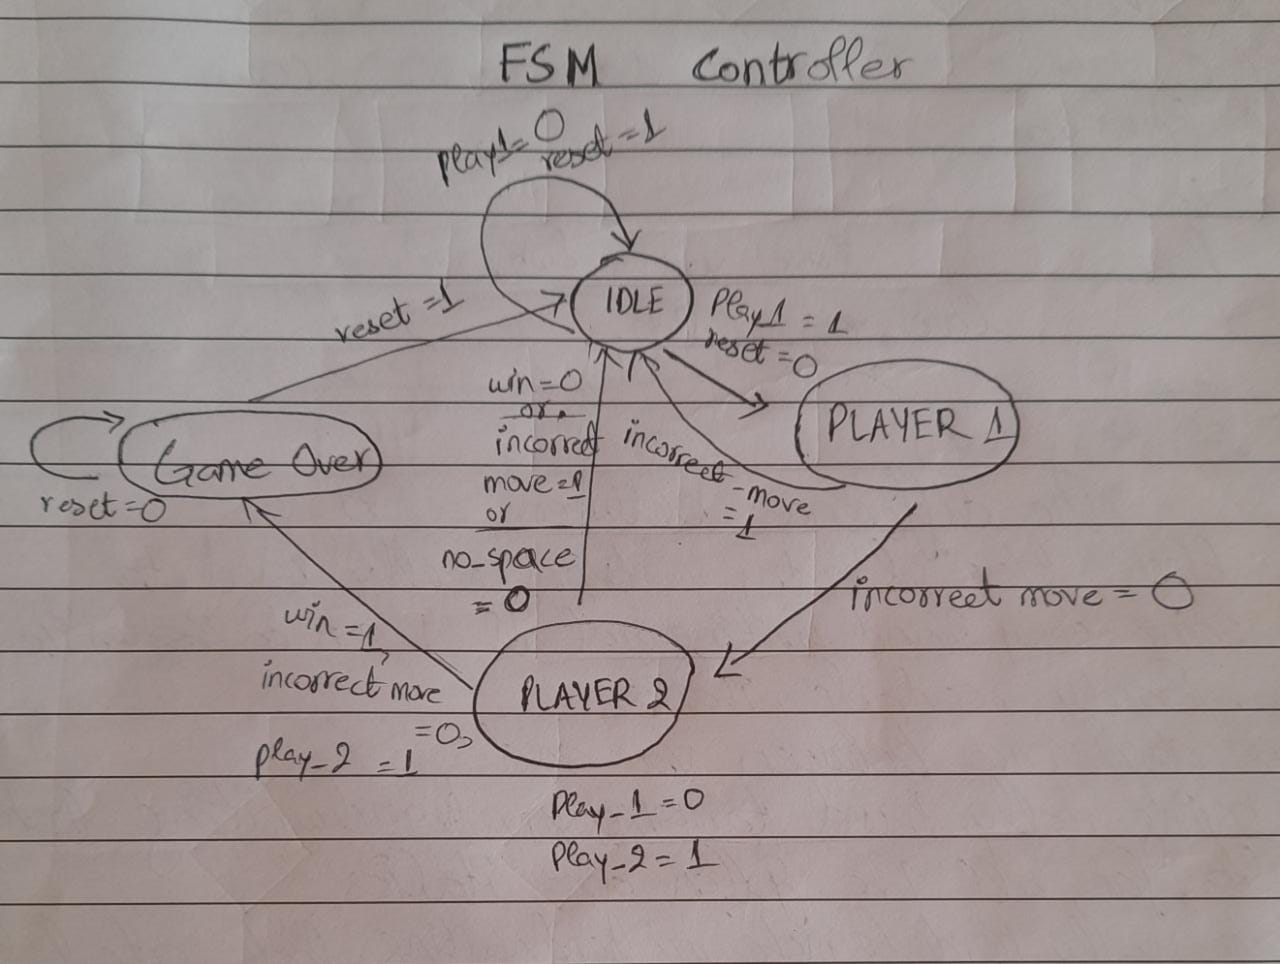 FSM Controller
play1=0
reset=1
IDLE
reset=1
Play1=1
reset=0
PLAYER 1
Game Over
reset=0
win=0
or
incorrect
move=1
or
no_space
=0
incorrect-move
=1
incorrect move=0
win=1,
incorrect move
=0,
play_2=1
PLAYER 2
Play_1=0
Play_2=1